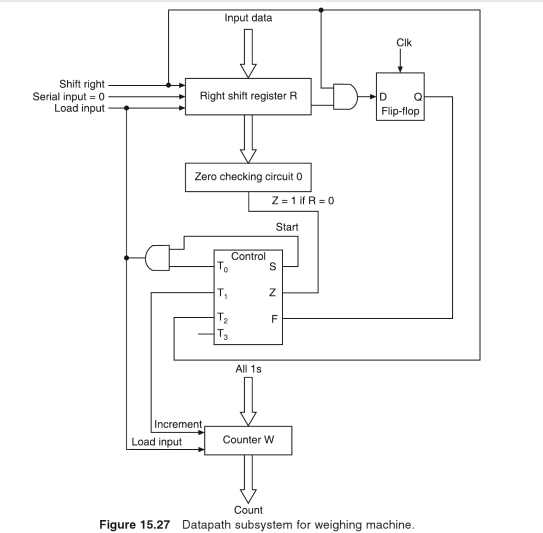 Input data
Clk
Shift right
Serial input = 0
Load input
Right shift register R
D Q
Flip-flop
Zero checking circuit 0
Z = 1 if R = 0
Start
Control
T₀ S
T₁ Z
T₂ F
T₃
All 1s
Increment
Load input
Counter W
Count
Figure 15.27 Datapath subsystem for weighing machine.